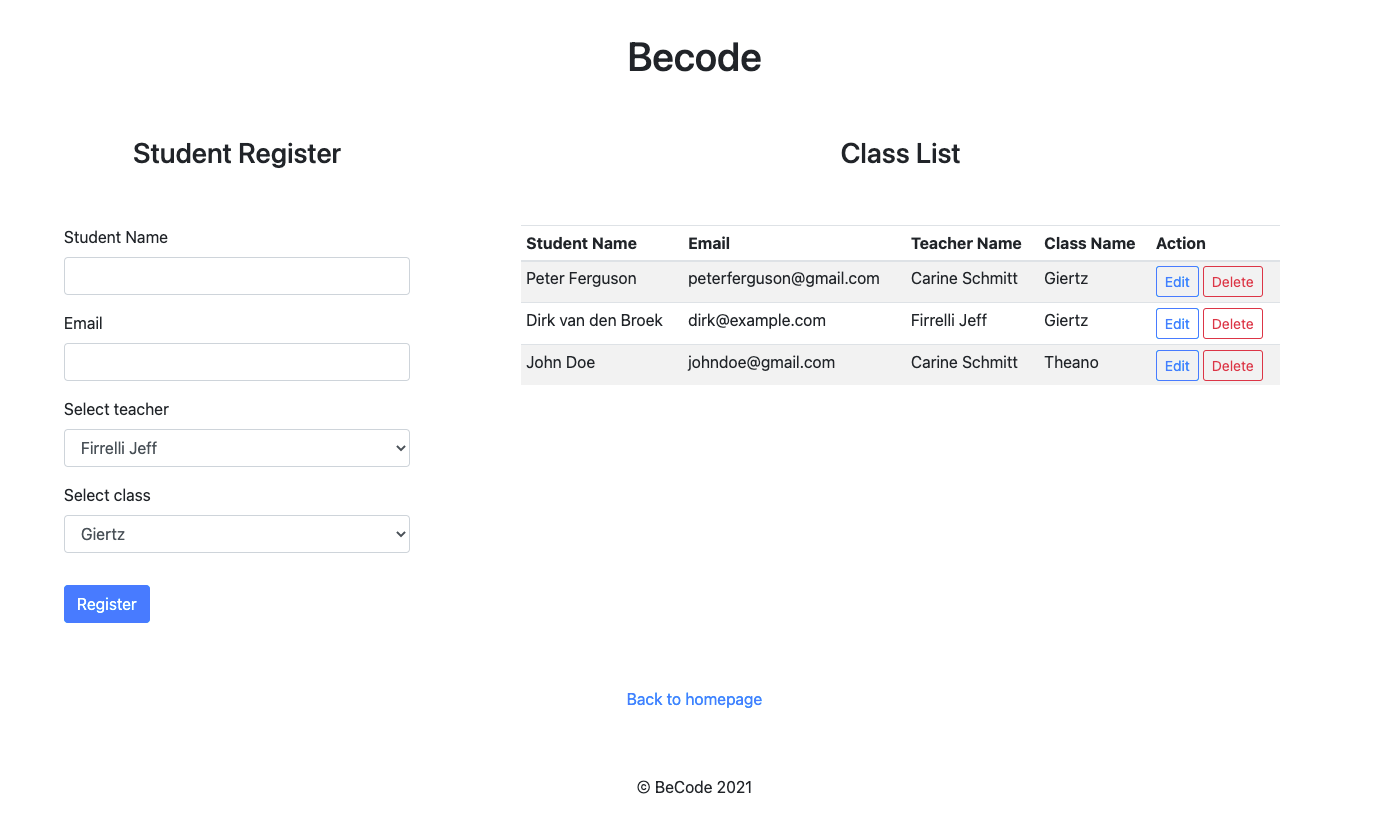 Becode
Student Register
Student Name
Email
Select teacher
Firrelli Jeff
Select class
Giertz
Register
Class List
Student Name Email Teacher Name Class Name Action
Peter Ferguson peterferguson@gmail.com Carine Schmitt Giertz Edit Delete
Dirk van den Broek dirk@example.com Firrelli Jeff Giertz Edit Delete
John Doe johndoe@gmail.com Carine Schmitt Theano Edit Delete
Back to homepage
© BeCode 2021